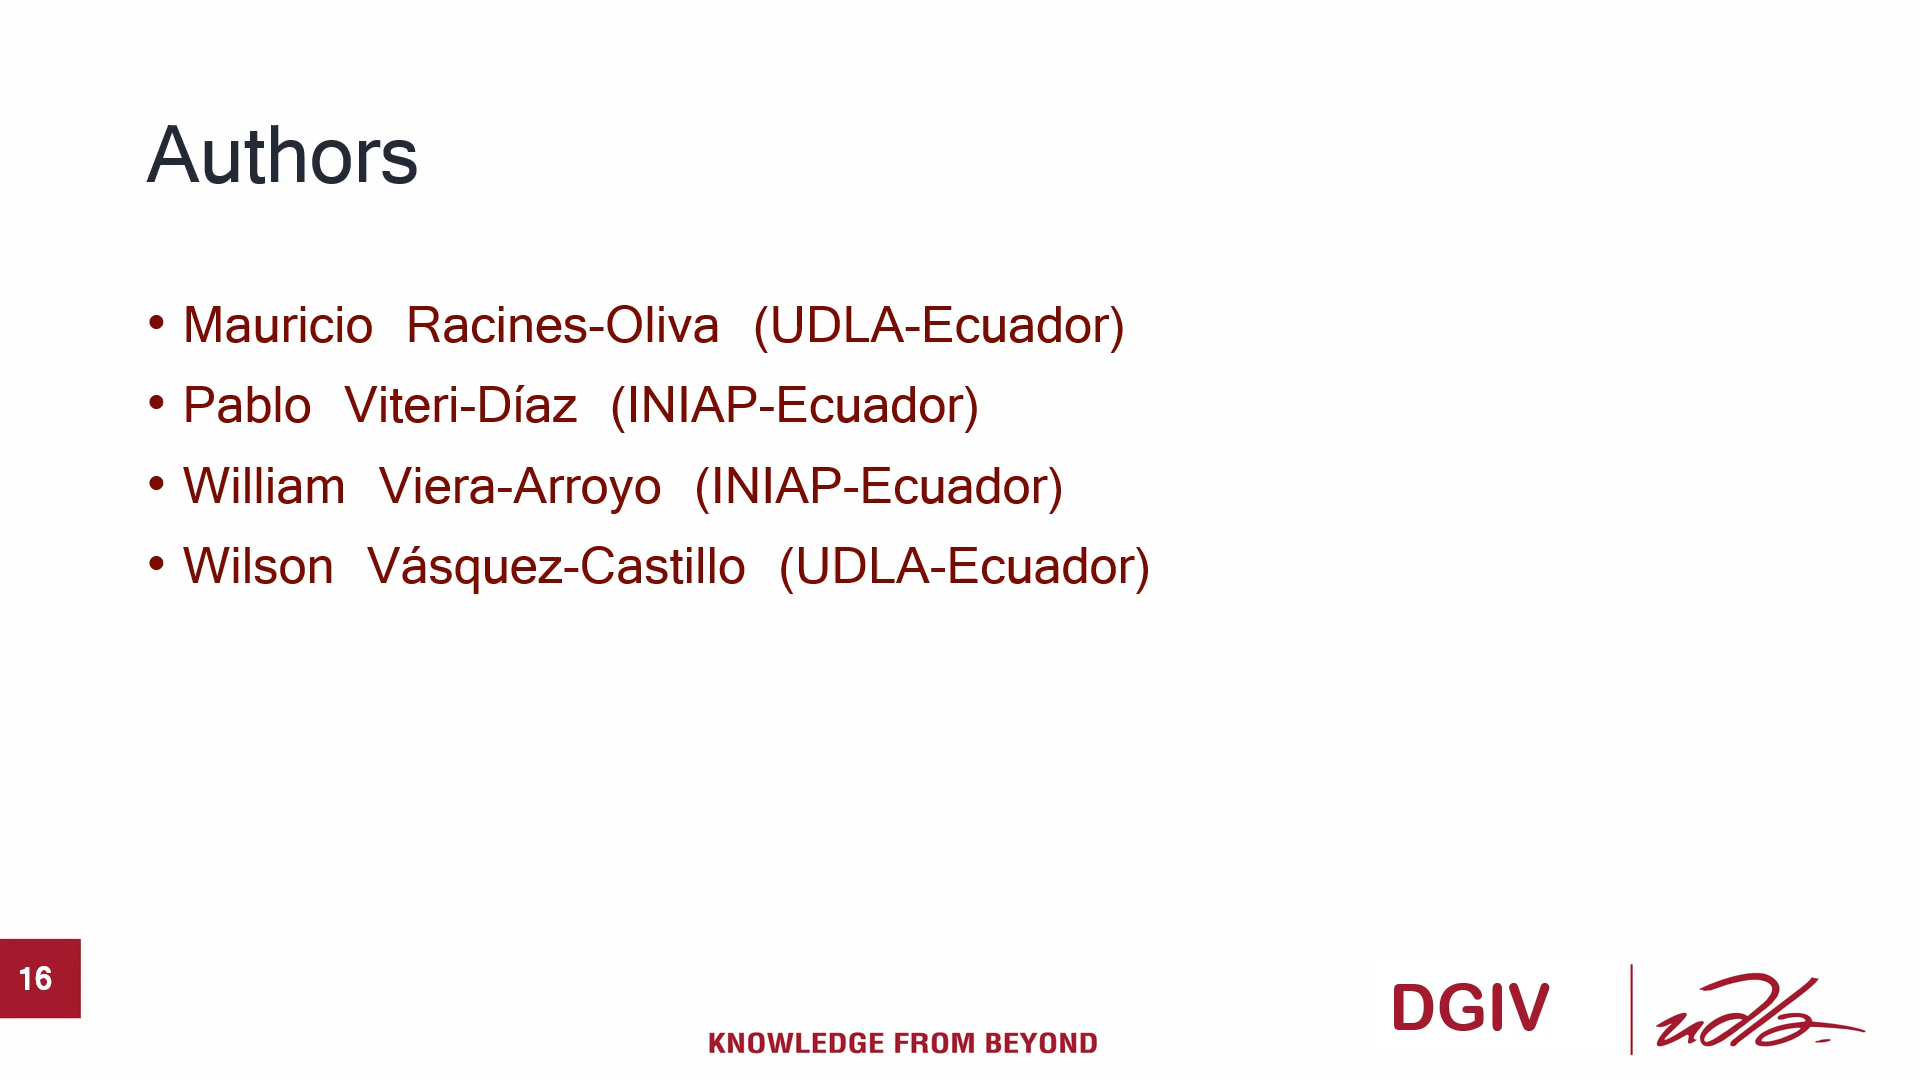 Authors
• Mauricio Racines-Oliva (UDLA-Ecuador)
• Pablo Viteri-Díaz (INIAP-Ecuador)
• William Viera-Arroyo (INIAP-Ecuador)
• Wilson Vásquez-Castillo (UDLA-Ecuador)
16
KNOWLEDGE FROM BEYOND
DGIV
udla